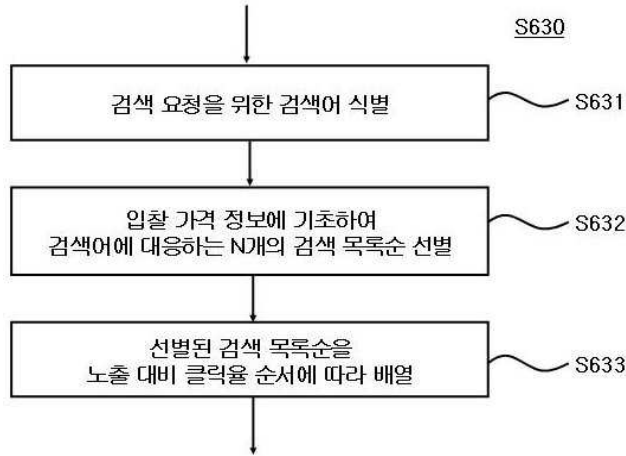 S630
검색 요청을 위한 검색어 식별
S631
입찰 가격 정보에 기초하여
검색어에 대응하는 N개의 검색 목록순 선별
S632
선별된 검색 목록순을
노출 대비 클릭율 순서에 따라 배열
S633